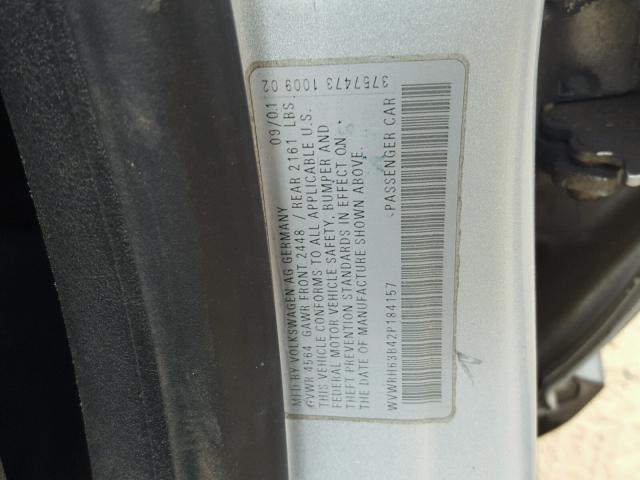 MFD BY VOLKSWAGEN AG GERMANY 09/01
GVWR 4564 GAWR FRONT 2448 / REAR 2161 LBS.
THIS VEHICLE CONFORMS TO ALL APPLICABLE U.S.
FEDERAL MOTOR VEHICLE SAFETY, BUMPER AND
THEFT PREVENTION STANDARDS IN EFFECT ON
THE DATE OF MANUFACTURE SHOWN ABOVE.
-PASSENGER CAR
WVWRH63B42P184157
3757473 1009 02